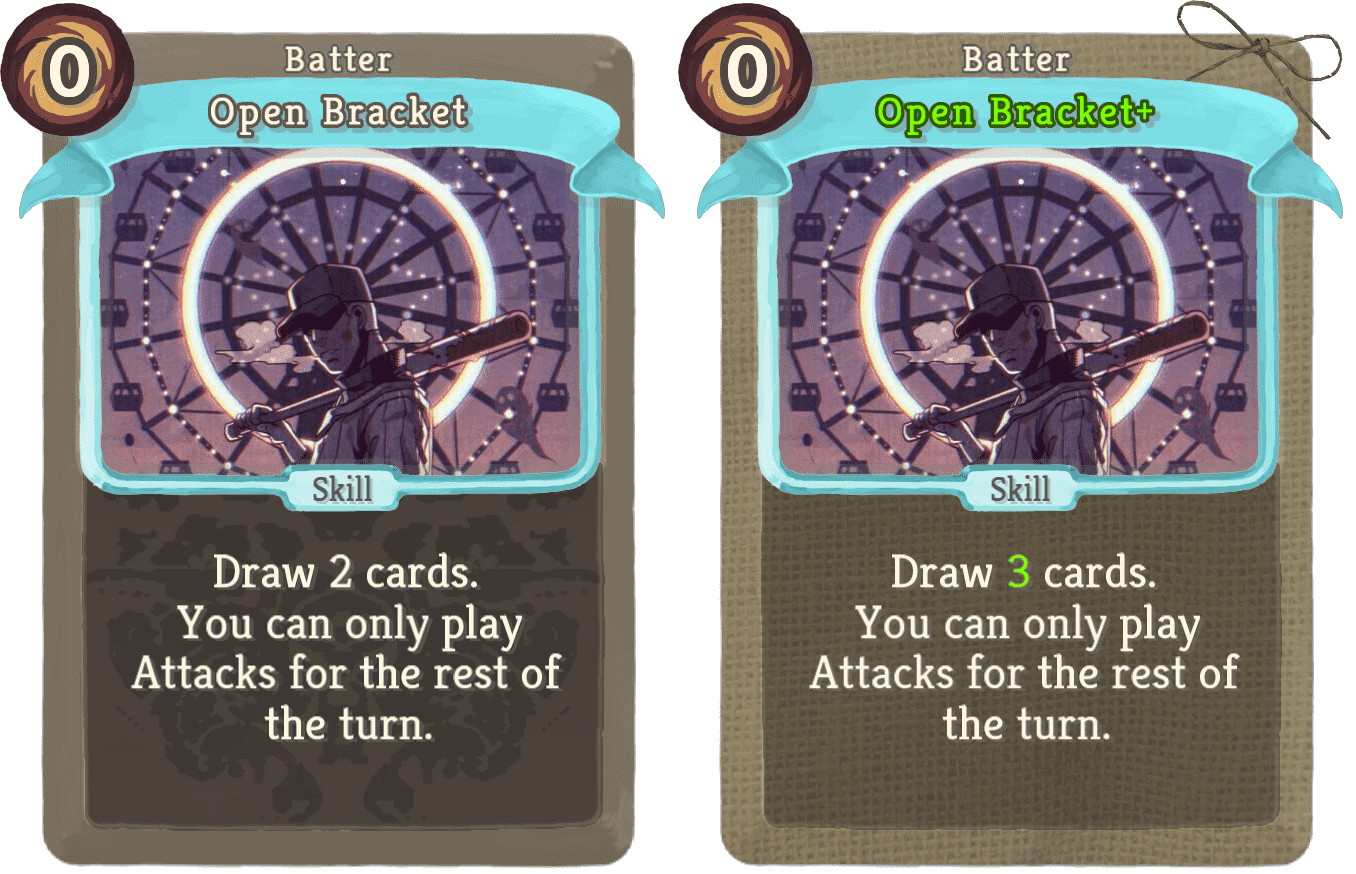 0
Batter
Open Bracket
Skill
Draw 2 cards.
You can only play
Attacks for the rest of
the turn.
0
Batter
Open Bracket+
Skill
Draw 3 cards.
You can only play
Attacks for the rest of
the turn.